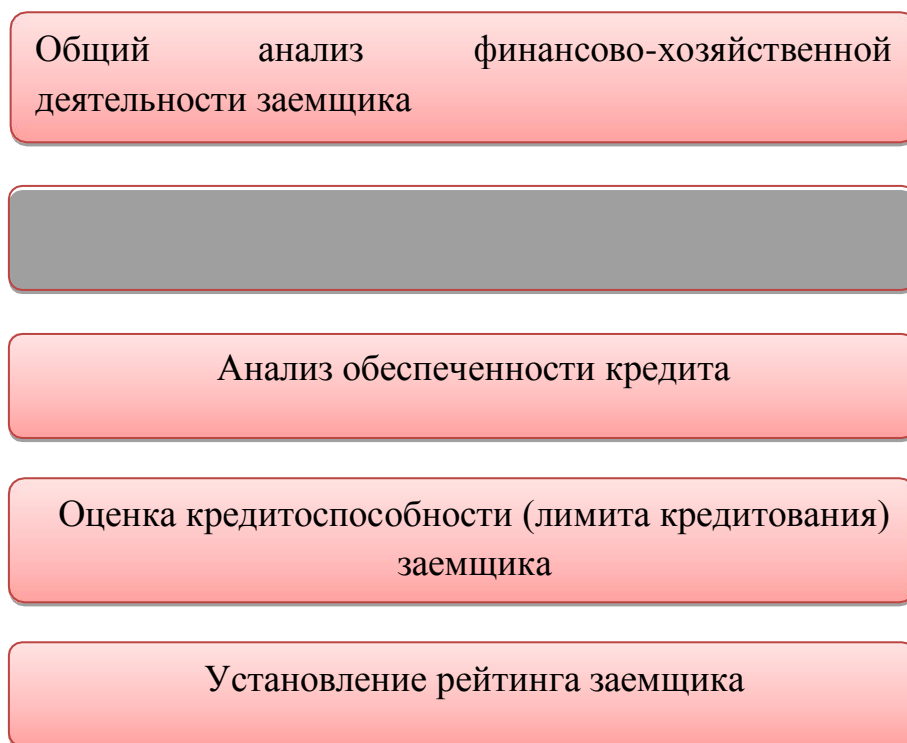 Общий анализ финансово-хозяйственной
деятельности заемщика
Анализ обеспеченности кредита
Оценка кредитоспособности (лимита кредитования)
заемщика
Установление рейтинга заемщика